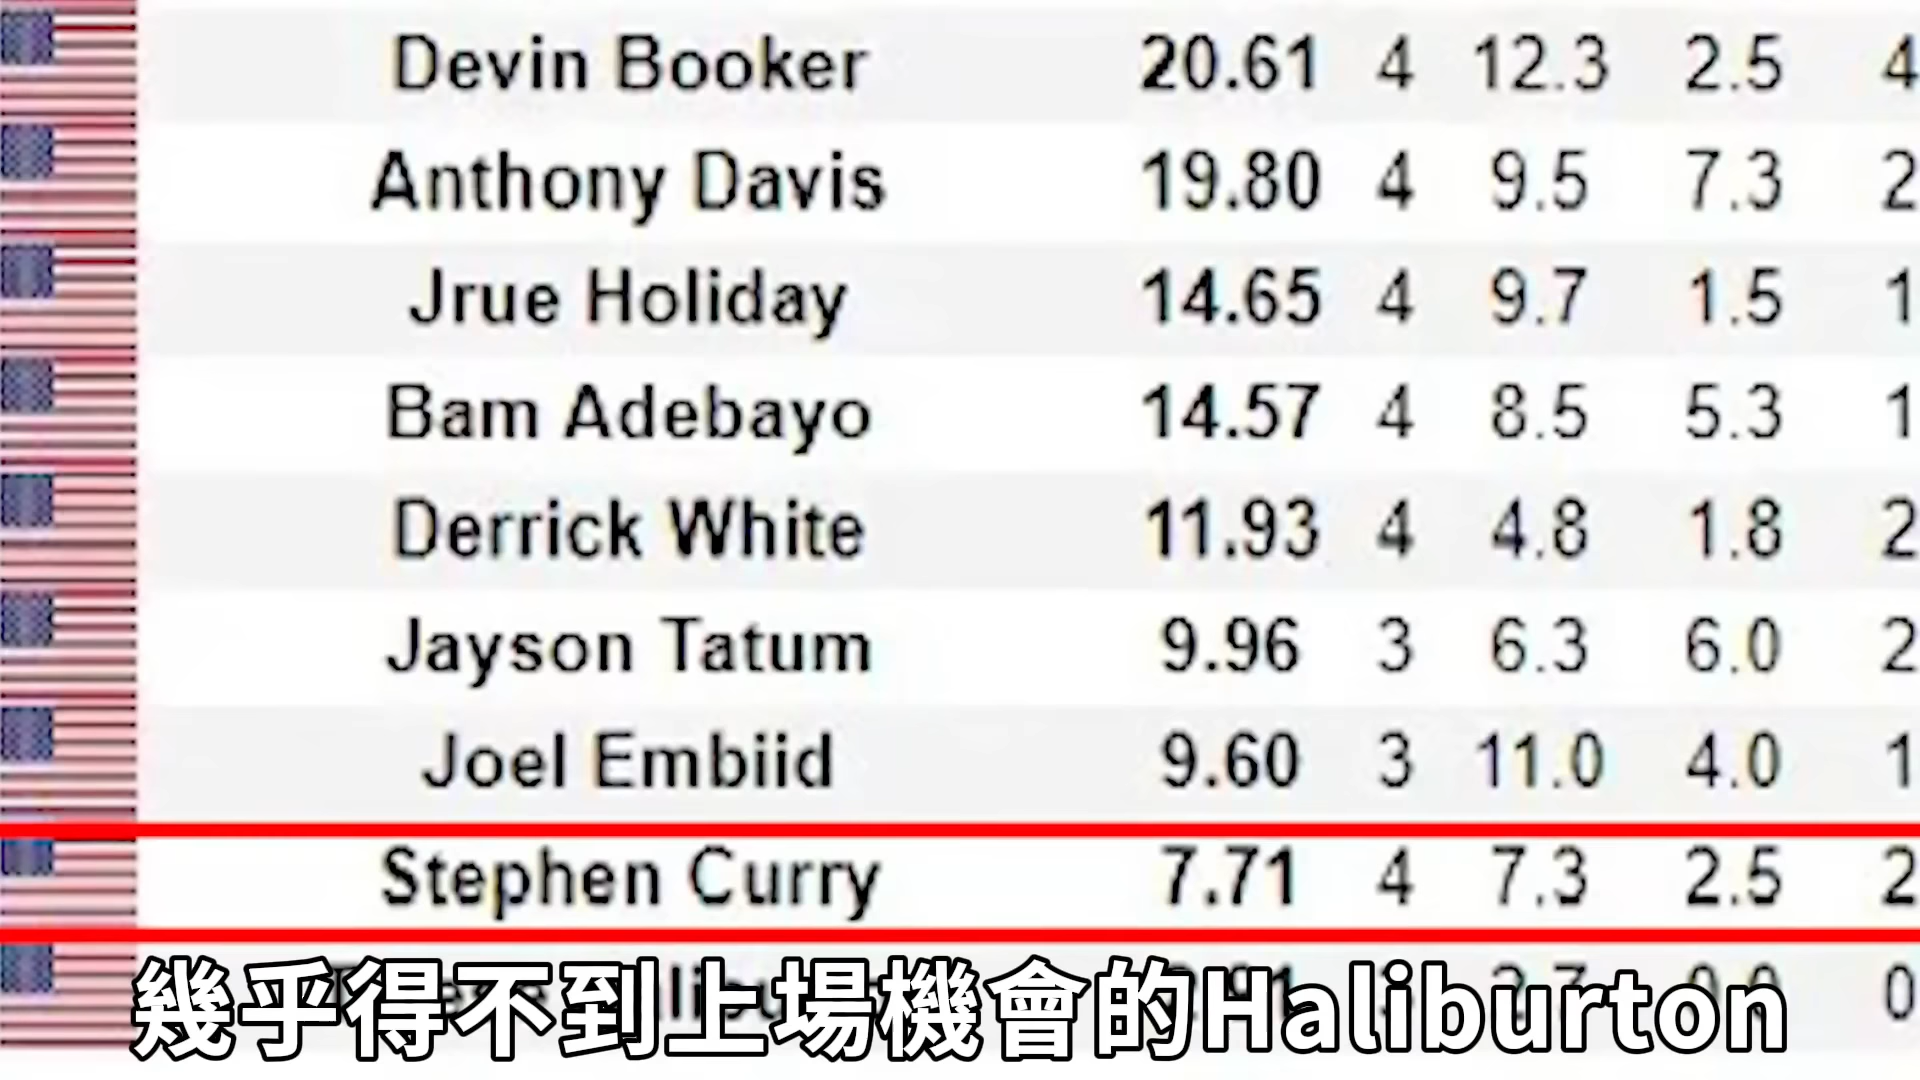 Devin Booker 20.61 4 12.3 2.5 4
Anthony Davis 19.80 4 9.5 7.3 2
Jrue Holiday 14.65 4 9.7 1.5 1
Bam Adebayo 14.57 4 8.5 5.3 1
Derrick White 11.93 4 4.8 1.8 2
Jayson Tatum 9.96 3 6.3 6.0 2
Joel Embiid 9.60 3 11.0 4.0 1
Stephen Curry 7.71 4 7.3 2.5 2
幾乎得不到上場機會的Haliburton